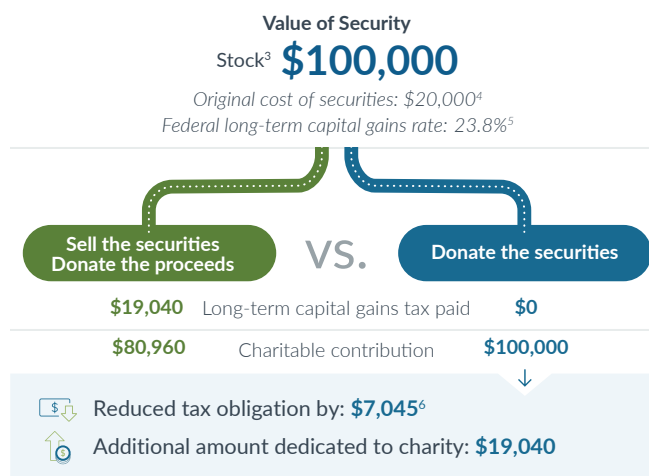 Value of Security
Stock³ $100,000
Original cost of securities: $20,000⁴
Federal long-term capital gains rate: 23.8%⁵
Sell the securities
Donate the proceeds
vs.
Donate the securities
$19,040 Long-term capital gains tax paid $0
$80,960 Charitable contribution $100,000
$ Reduced tax obligation by: $7,045⁶
$ Additional amount dedicated to charity: $19,040